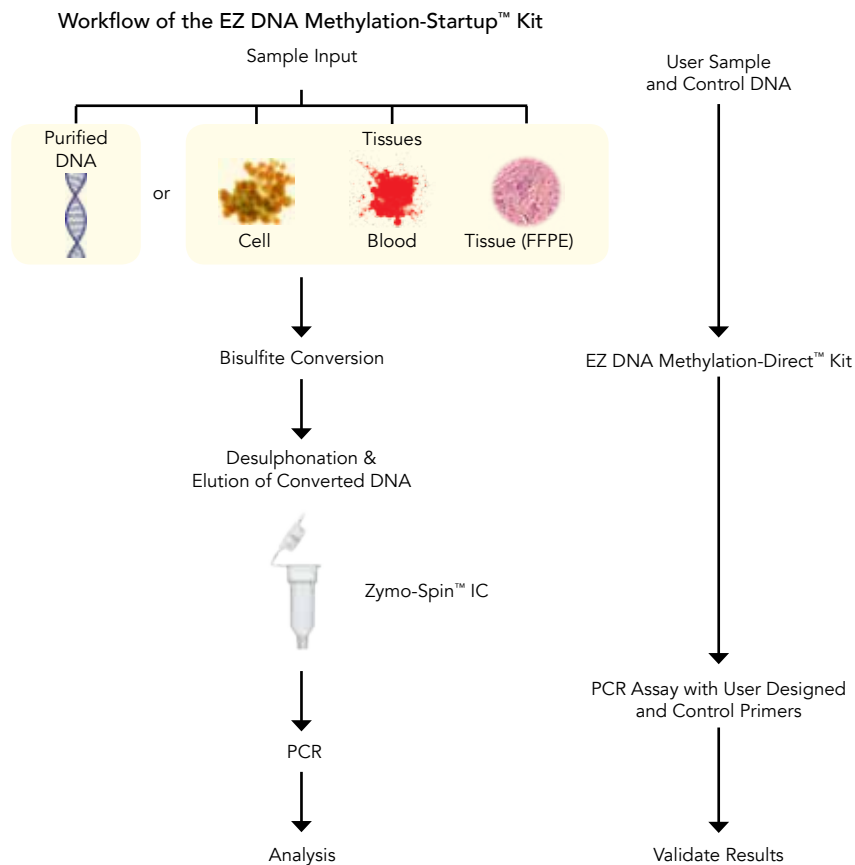 Workflow of the EZ DNA Methylation-Startup™ Kit
Sample Input
Purified
DNA
or
Tissues
Cell
Blood
Tissue (FFPE)
Bisulfite Conversion
Desulphonation &
Elution of Converted DNA
Zymo-Spin™ IC
PCR
Analysis
User Sample
and Control DNA
EZ DNA Methylation-Direct™ Kit
PCR Assay with User Designed
and Control Primers
Validate Results